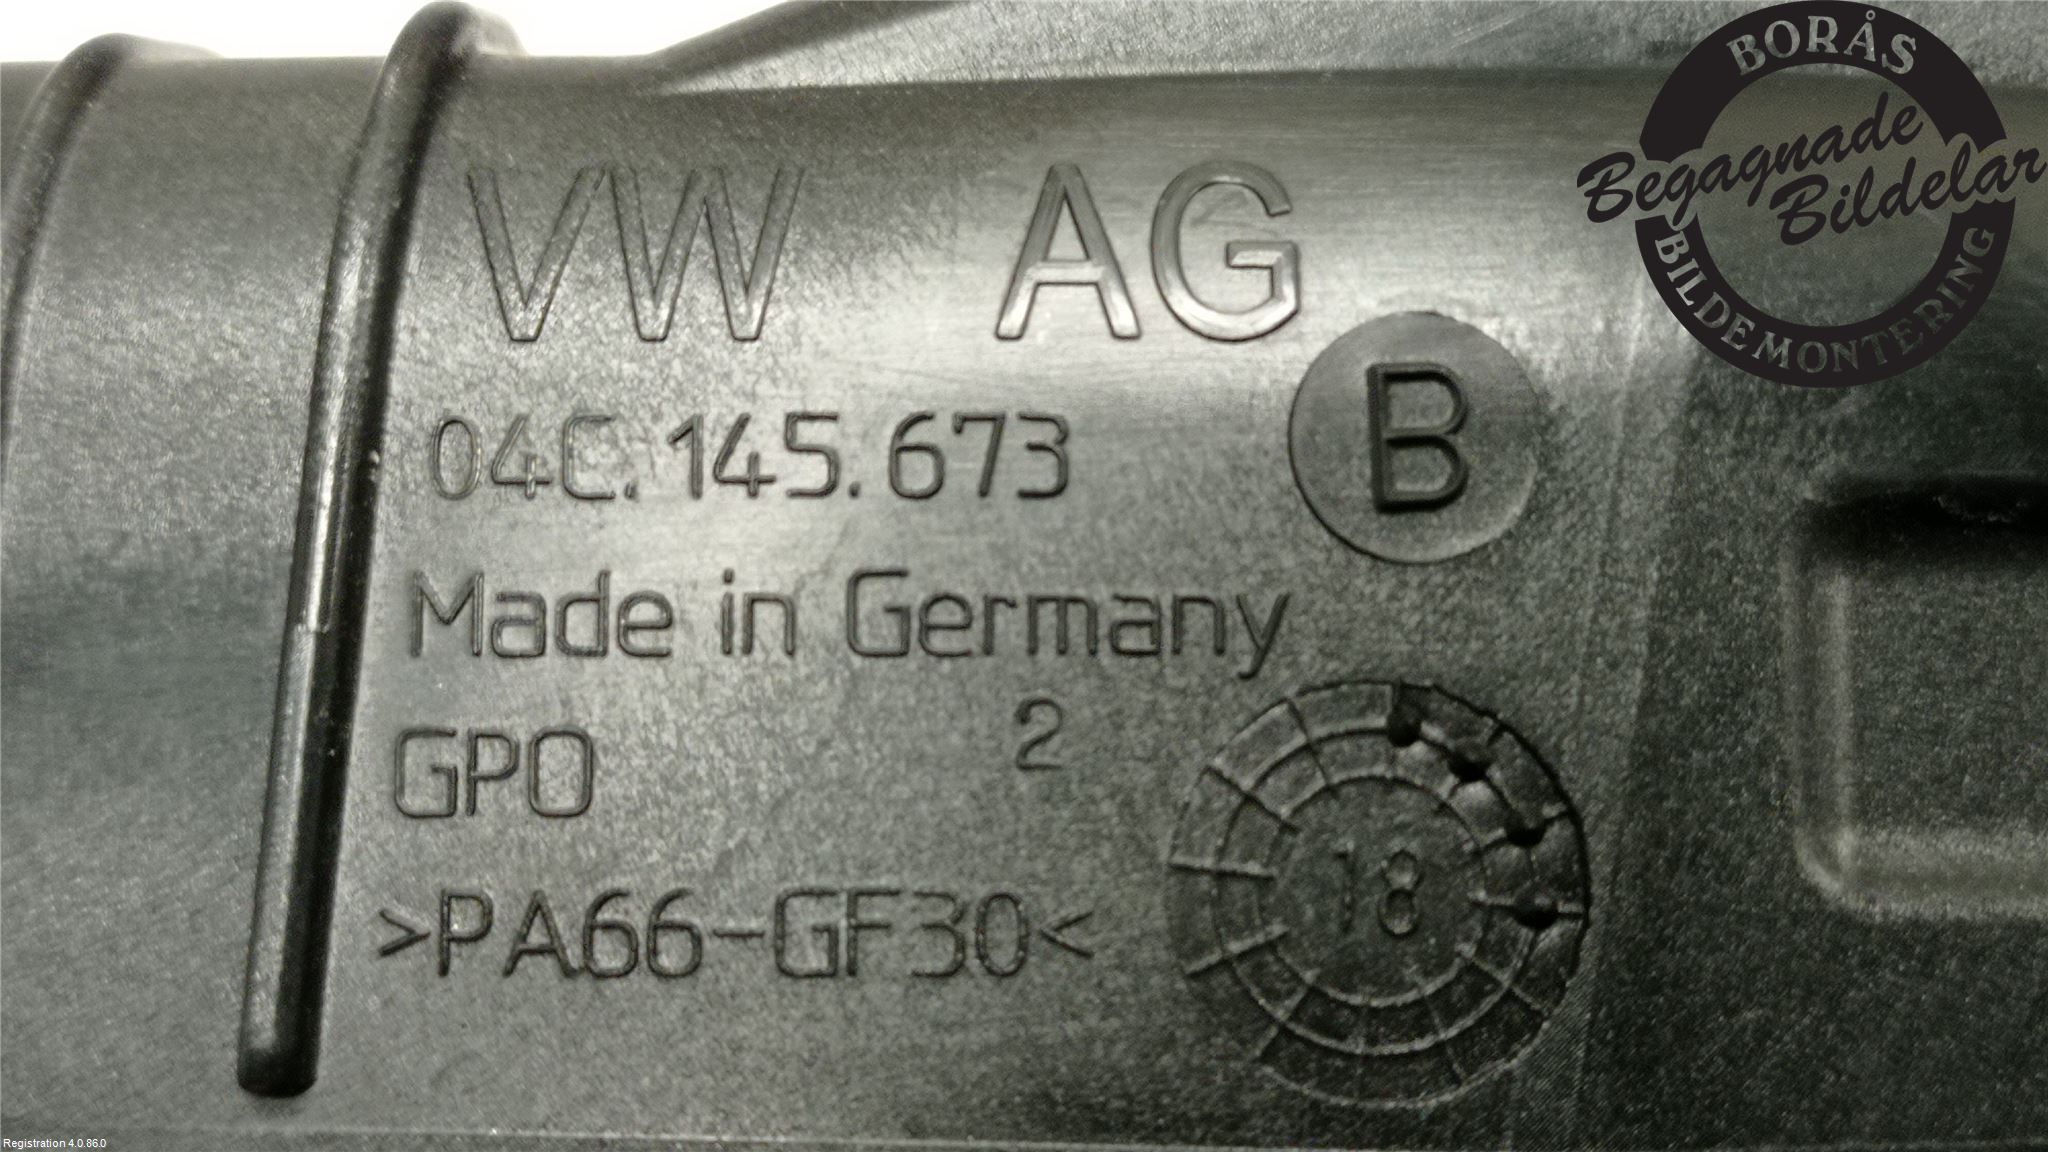 BORÅS
Begagnade
Bildelar
BILDEMONTERING
VW AG
04C.145.673
B
Made in Germany
GPO
2
18
>PA66-GF30<
Registration 4.0.86.0